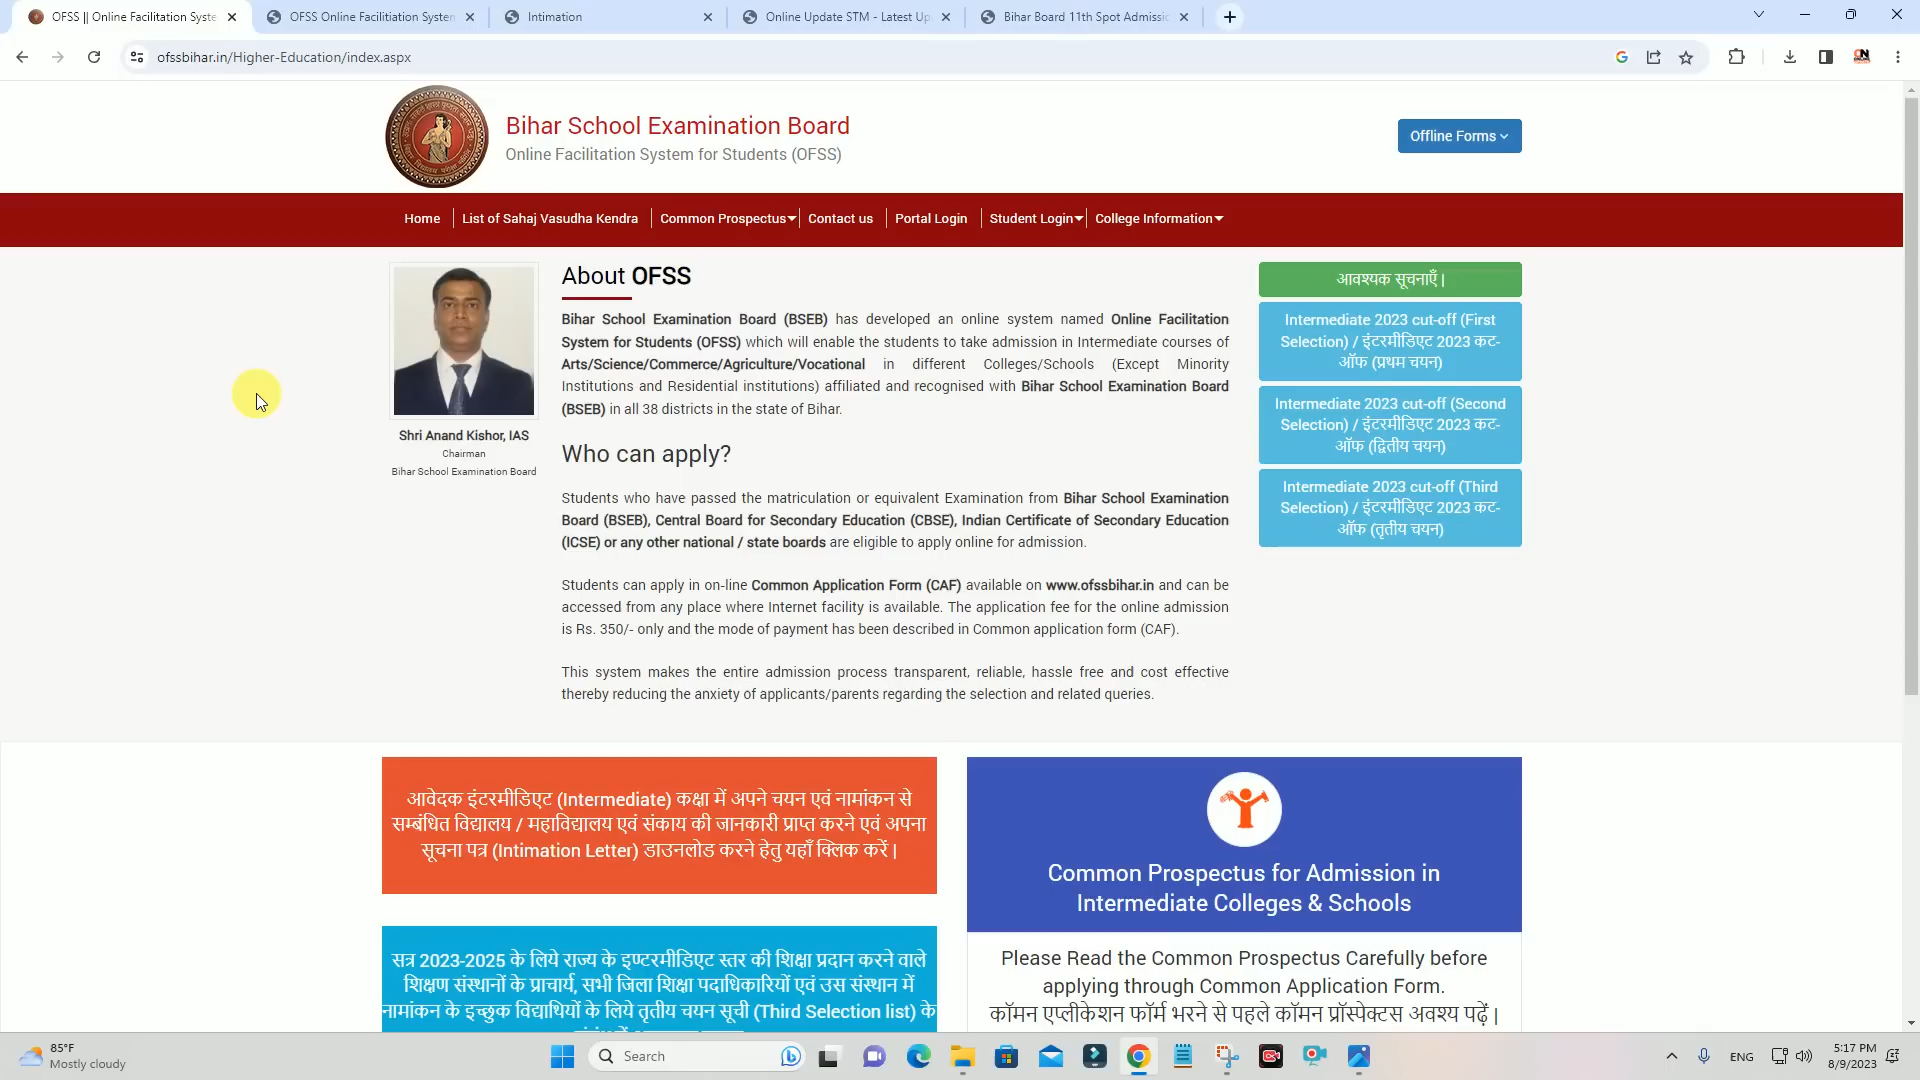 OFSS || Online Facilitation Syste
OFSS Online Facilitiation System
Intimation
Online Update STM - Latest Up
Bihar Board 11th Spot Admissi
ofssbihar.in/Higher-Education/index.aspx
Bihar School Examination Board
Online Facilitation System for Students (OFSS)
Offline Forms
Home
List of Sahaj Vasudha Kendra
Common Prospectus
Contact us
Portal Login
Student Login
College Information
Shri Anand Kishor, IAS
Chairman
Bihar School Examination Board
About OFSS
Bihar School Examination Board (BSEB) has developed an online system named Online Facilitation
System for Students (OFSS) which will enable the students to take admission in Intermediate courses of
Arts/Science/Commerce/Agriculture/Vocational in different Colleges/Schools (Except Minority
Institutions and Residential institutions) affiliated and recognised with Bihar School Examination Board
(BSEB) in all 38 districts in the state of Bihar.
Who can apply?
Students who have passed the matriculation or equivalent Examination from Bihar School Examination
Board (BSEB), Central Board for Secondary Education (CBSE), Indian Certificate of Secondary Education
(ICSE) or any other national / state boards are eligible to apply online for admission.
Students can apply in on-line Common Application Form (CAF) available on www.ofssbihar.in and can be
accessed from any place where Internet facility is available. The application fee for the online admission
is Rs. 350/- only and the mode of payment has been described in Common application form (CAF).
This system makes the entire admission process transparent, reliable, hassle free and cost effective
thereby reducing the anxiety of applicants/parents regarding the selection and related queries.
आवश्यक सूचनाएँ |
Intermediate 2023 cut-off (First
Selection) / इंटरमीडिएट 2023 कट-
ऑफ (प्रथम चयन)
Intermediate 2023 cut-off (Second
Selection) / इंटरमीडिएट 2023 कट-
ऑफ (द्वितीय चयन)
Intermediate 2023 cut-off (Third
Selection) / इंटरमीडिएट 2023 कट-
ऑफ (तृतीय चयन)
आवेदक इंटरमीडिएट (Intermediate) कक्षा में अपने चयन एवं नामांकन से
सम्बंधित विद्यालय / महाविद्यालय एवं संकाय की जानकारी प्राप्त करने एवं अपना
सूचना पत्र (Intimation Letter) डाउनलोड करने हेतु यहाँ क्लिक करें |
सत्र 2023-2025 के लिये राज्य के इण्टरमीडिएट स्तर की शिक्षा प्रदान करने वाले
शिक्षण संस्थानों के प्राचार्य, सभी जिला शिक्षा पदाधिकारियों एवं उस संस्थान में
नामांकन के इच्छुक विद्याथियों के लिये तृतीय चयन सूची (Third Selection list) के
Common Prospectus for Admission in
Intermediate Colleges & Schools
Please Read the Common Prospectus Carefully before
applying through Common Application Form.
कॉमन एप्लीकेशन फॉर्म भरने से पहले कॉमन प्रॉस्पेक्टस अवश्य पढ़ें |
85°F
Mostly cloudy
Search
ENG
5:17 PM
8/9/2023